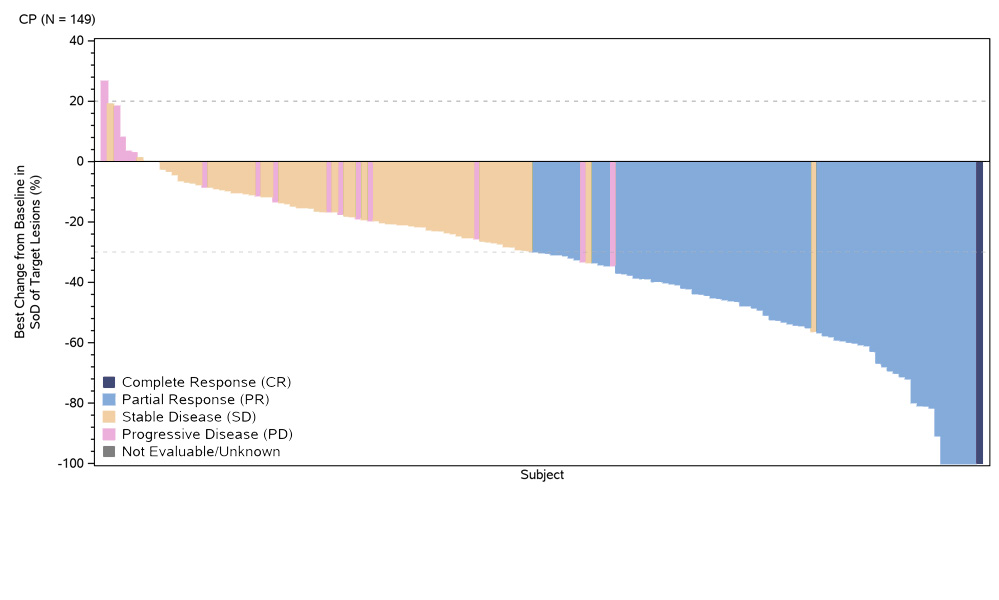 CP (N = 149)
40
20
0
-20
-40
-60
-80
-100
Best Change from Baseline in
SoD of Target Lesions (%)
Complete Response (CR)
Partial Response (PR)
Stable Disease (SD)
Progressive Disease (PD)
Not Evaluable/Unknown
Subject